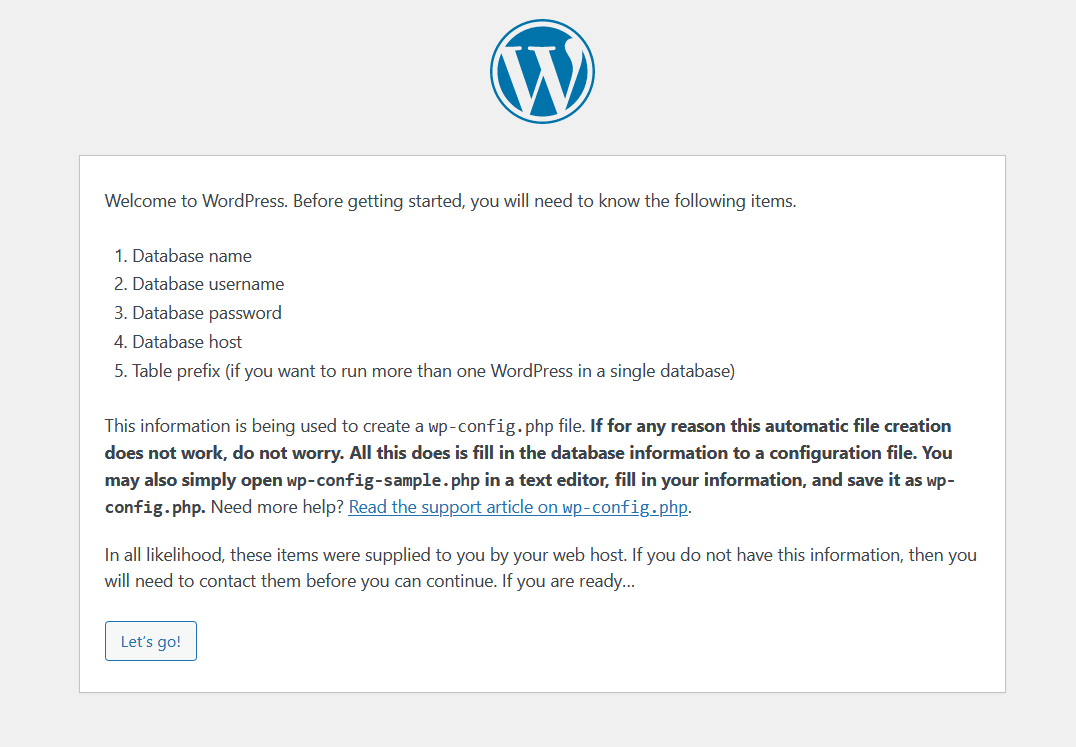 Welcome to WordPress. Before getting started, you will need to know the following items.
1. Database name
2. Database username
3. Database password
4. Database host
5. Table prefix (if you want to run more than one WordPress in a single database)
This information is being used to create a wp-config.php file. If for any reason this automatic file creation
does not work, do not worry. All this does is fill in the database information to a configuration file. You
may also simply open wp-config-sample.php in a text editor, fill in your information, and save it as wp-
config.php. Need more help? Read the support article on wp-config.php.
In all likelihood, these items were supplied to you by your web host. If you do not have this information, then you
will need to contact them before you can continue. If you are ready…
Let’s go!